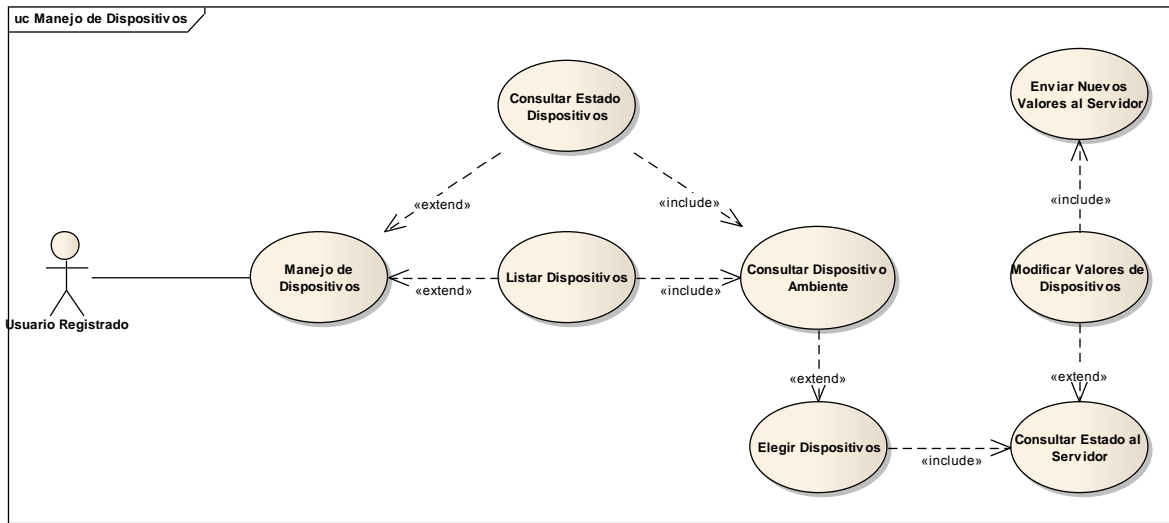 uc Manejo de Dispositivos
Consultar Estado
Dispositivos
Enviar Nuevos
Valores al Servidor
«extend»
«include»
«include»
Usuario Registrado
Manejo de
Dispositivos
«extend»
Listar Dispositivos
«include»
Consultar Dispositivo
Ambiente
Modificar Valores de
Dispositivos
«extend»
«extend»
Elegir Dispositivos
«include»
Consultar Estado al
Servidor